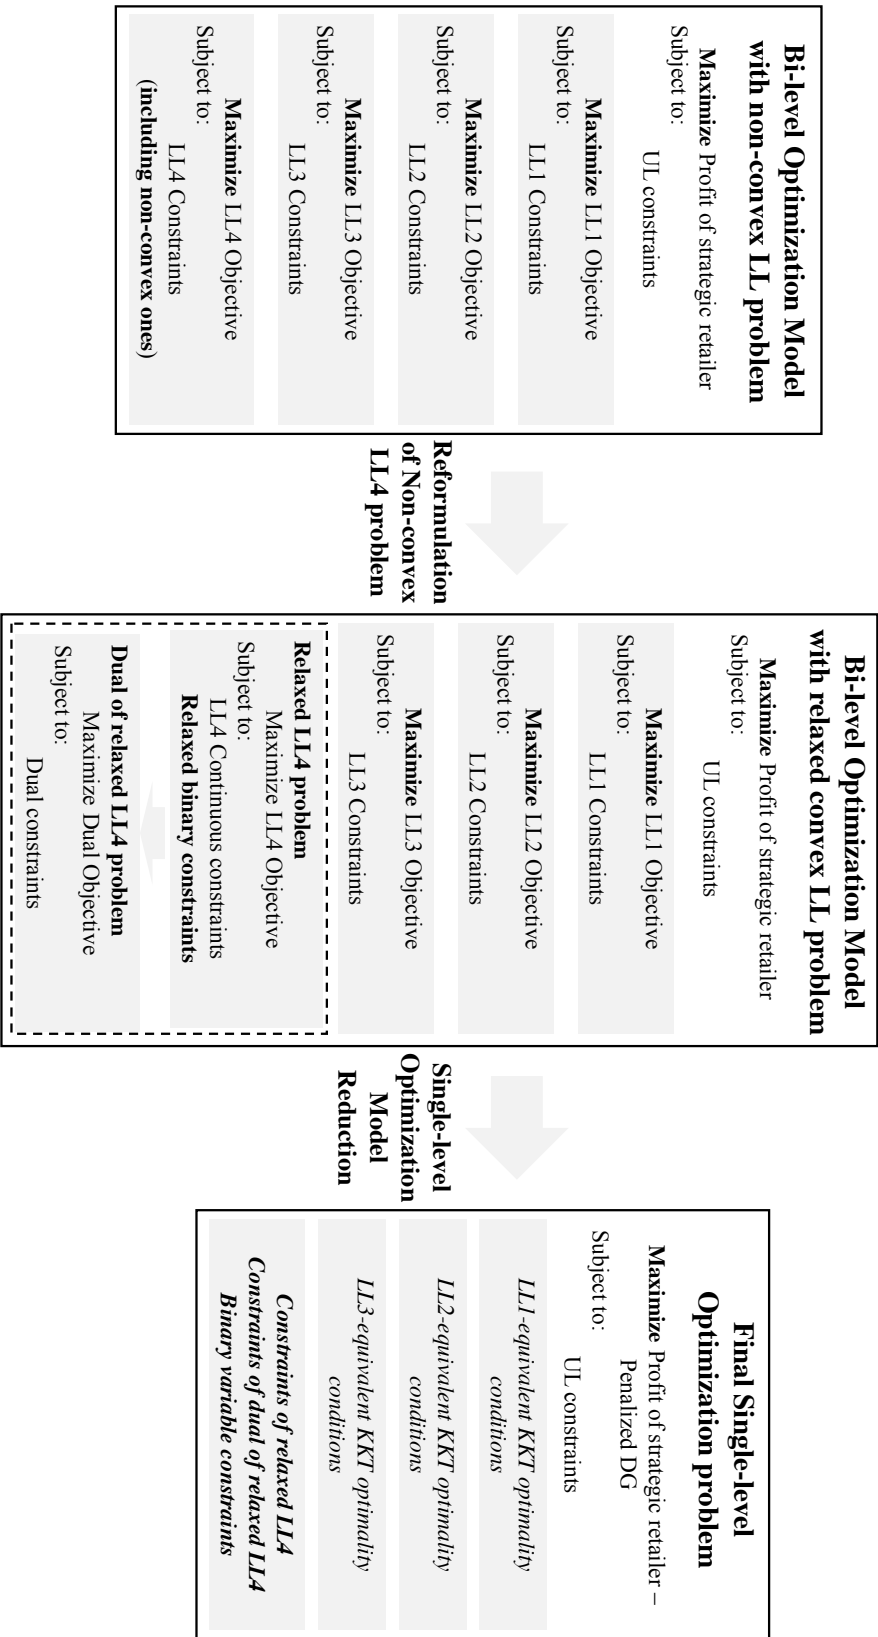 Bi-level Optimization Model
with non-convex LL problem
Maximize Profit of strategic retailer
Subject to:
UL constraints
Maximize LL1 Objective
Subject to:
LL1 Constraints
Maximize LL2 Objective
Subject to:
LL2 Constraints
Maximize LL3 Objective
Subject to:
LL3 Constraints
Maximize LL4 Objective
Subject to:
LL4 Constraints
(including non-convex ones)
Reformulation
of Non-convex
LL4 problem
Bi-level Optimization Model
with relaxed convex LL problem
Maximize Profit of strategic retailer
Subject to:
UL constraints
Maximize LL1 Objective
Subject to:
LL1 Constraints
Maximize LL2 Objective
Subject to:
LL2 Constraints
Maximize LL3 Objective
Subject to:
LL3 Constraints
Relaxed LL4 problem
Maximize LL4 Objective
Subject to:
LL4 Continuous constraints
Relaxed binary constraints
Dual of relaxed LL4 problem
Maximize Dual Objective
Subject to:
Dual constraints
Single-level
Optimization
Model
Reduction
Final Single-level
Optimization problem
Maximize Profit of strategic retailer –
Penalized DG
Subject to:
UL constraints
LL1-equivalent KKT optimality
conditions
LL2-equivalent KKT optimality
conditions
LL3-equivalent KKT optimality
conditions
Constraints of relaxed LL4
Constraints of dual of relaxed LL4
Binary variable constraints